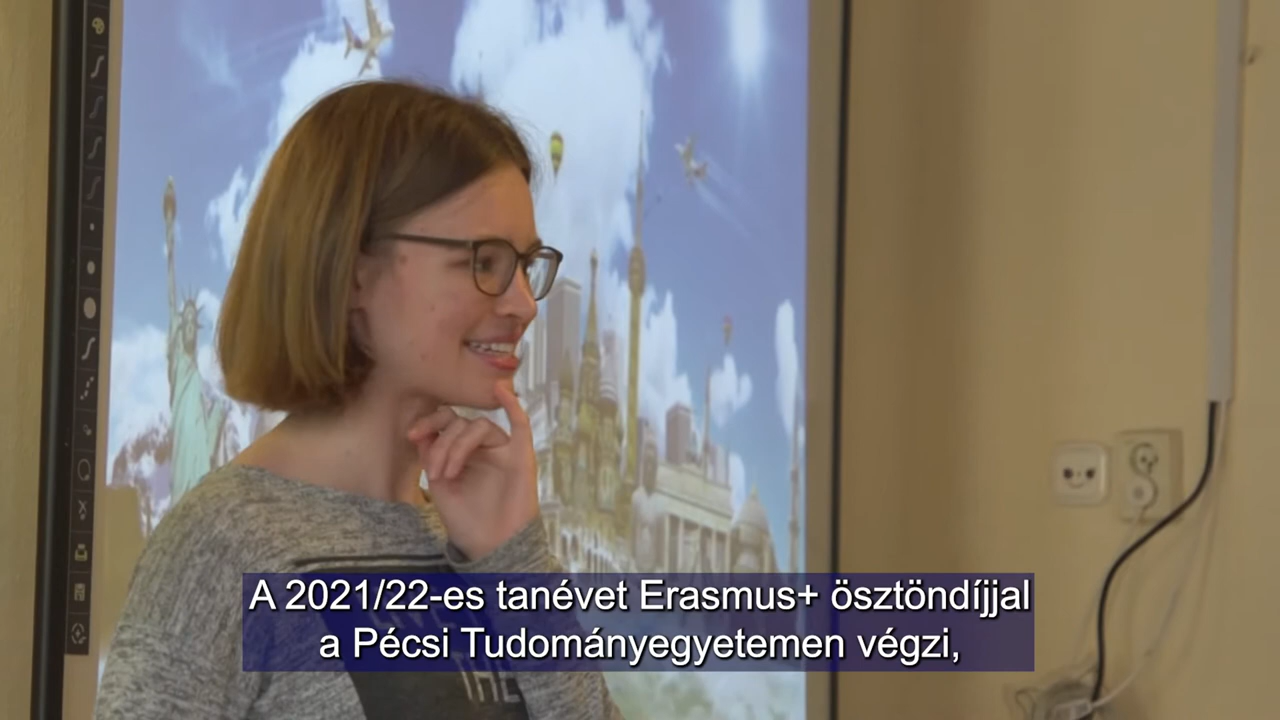 A 2021/22-es tanévet Erasmus+ ösztöndíjjal
a Pécsi Tudományegyetemen végzi,